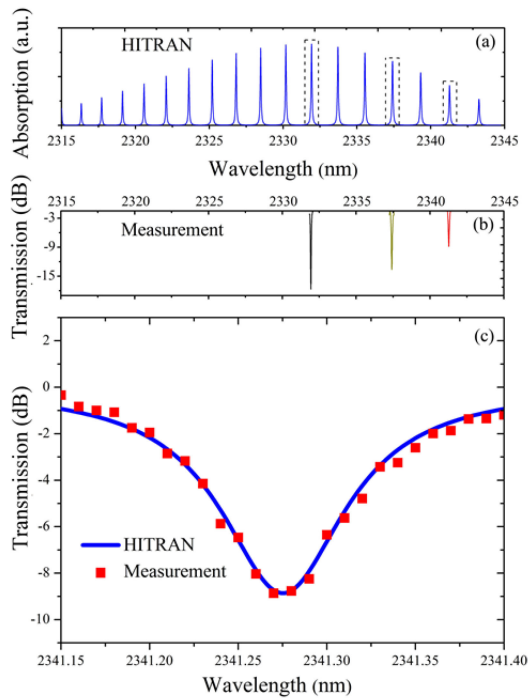 Absorption (a.u.)
HITRAN
(a)
2315 2320 2325 2330 2335 2340 2345
Wavelength (nm)
2315 2320 2325 2330 2335 2340 2345
Transmission (dB)
-3
-9
-15
Measurement
(b)
Transmission (dB)
2
0
-2
-4
-6
-8
-10
(c)
HITRAN
Measurement
2341.15 2341.20 2341.25 2341.30 2341.35 2341.40
Wavelength (nm)